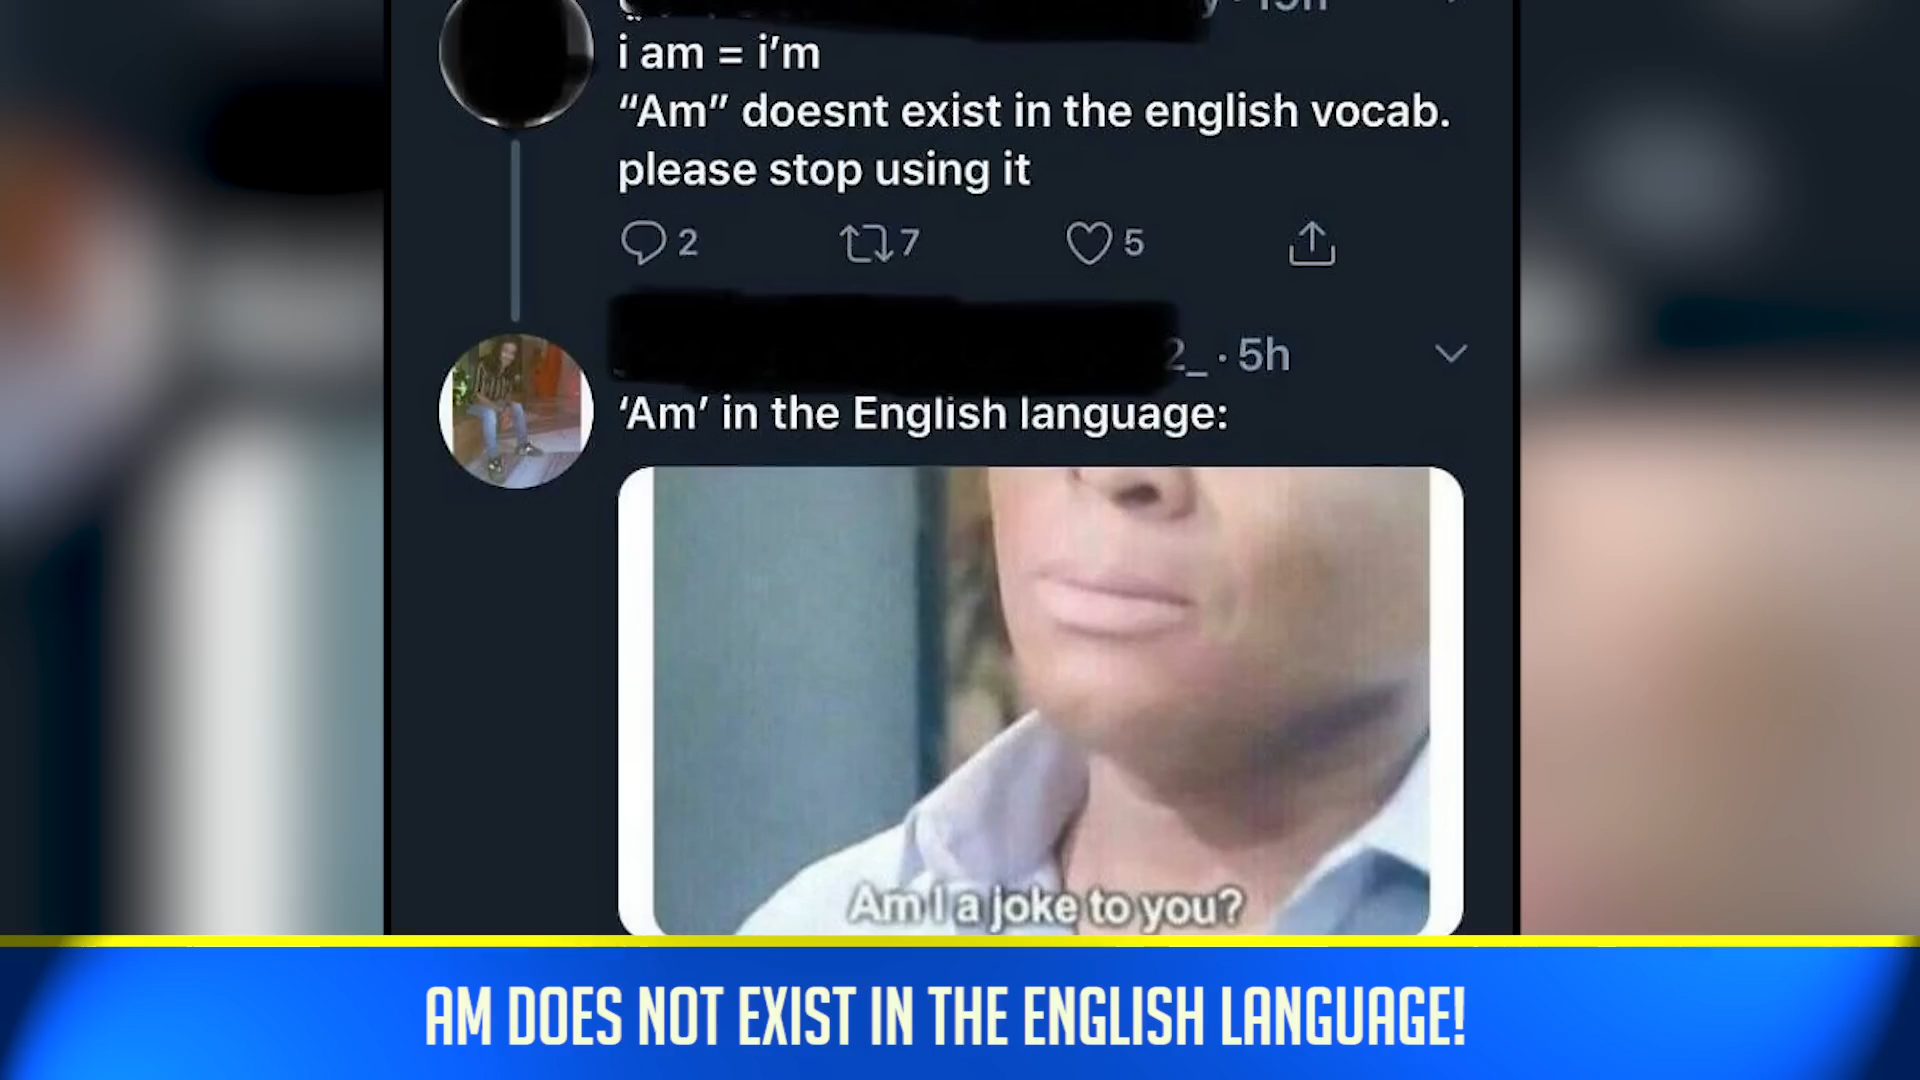 i am = i’m
“Am” doesnt exist in the english vocab.
please stop using it
2 7 5
2_ · 5h
‘Am’ in the English language:
Am I a joke to you?
AM DOES NOT EXIST IN THE ENGLISH LANGUAGE!